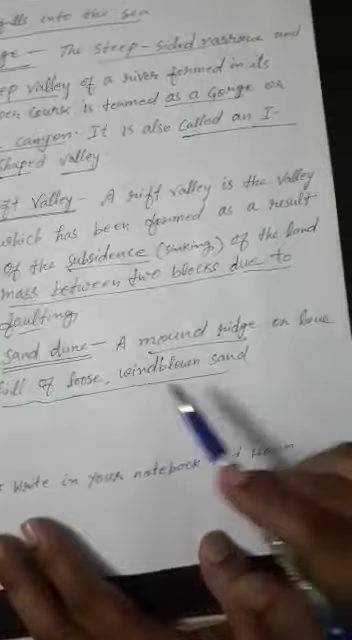 falls into the sea
ge - The steep-sided narrow and
ep valley of a river formed in its
per course is termed as a Gorge or
canyon. It is also called an I-
shaped valley
ft valley - A rift valley is the valley
which has been formed as a result
of the subsidence (sinking) of the land
mass between two blocks due to
faulting
Sand dune - A mound ridge or
hill of loose, windblown sand
write in your notebook